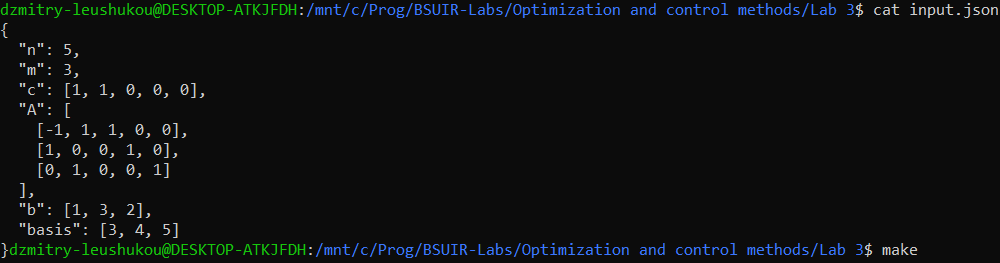 dzmitry-leushukou@DESKTOP-ATKJFDH:/mnt/c/Prog/BSUIR-Labs/Optimization and control methods/Lab 3$ cat input.json
{
  "n": 5,
  "m": 3,
  "c": [1, 1, 0, 0, 0],
  "A": [
    [-1, 1, 1, 0, 0],
    [1, 0, 0, 1, 0],
    [0, 1, 0, 0, 1]
  ],
  "b": [1, 3, 2],
  "basis": [3, 4, 5]
}dzmitry-leushukou@DESKTOP-ATKJFDH:/mnt/c/Prog/BSUIR-Labs/Optimization and control methods/Lab 3$ make